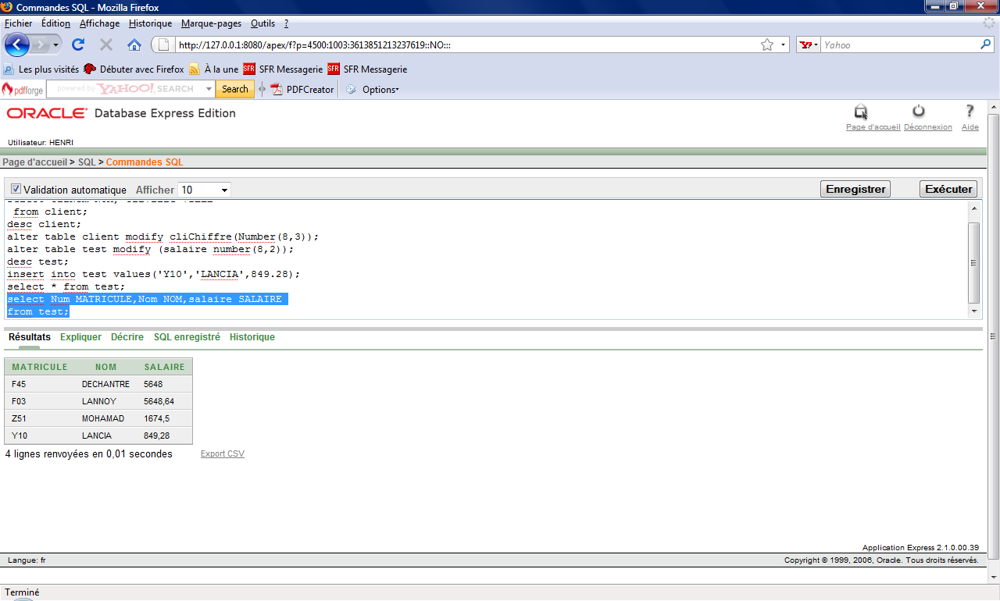 Commandes SQL - Mozilla Firefox
Fichier Édition Affichage Historique Marque-pages Outils ?
http://127.0.0.1:8080/apex/f?p=4500:1003:3613851213237619::NO::: Yahoo
Les plus visités Débuter avec Firefox À la une SFR SFR Messagerie SFR SFR Messagerie
pdfforge powered by YAHOO! SEARCH Search PDFCreator Options
ORACLE Database Express Edition
Page d'accueil Déconnexion ? Aide
Utilisateur: HENRI
Page d'accueil > SQL > Commandes SQL
Validation automatique Afficher 10 Enregistrer Exécuter
from client;
desc client;
alter table client modify cliChiffre(Number(8,3));
alter table test modify (salaire number(8,2));
desc test;
insert into test values('Y10','LANCIA',849.28);
select * from test;
select Num MATRICULE,Nom NOM,salaire SALAIRE
from test;
Résultats Expliquer Décrire SQL enregistré Historique
MATRICULE NOM SALAIRE
F45 DECHANTRE 5648
F03 LANNOY 5648,64
Z51 MOHAMAD 1674,5
Y10 LANCIA 849,28
4 lignes renvoyées en 0,01 secondes Export CSV
Application Express 2.1.0.00.39
Langue: fr Copyright © 1999, 2006, Oracle. Tous droits réservés.
Terminé